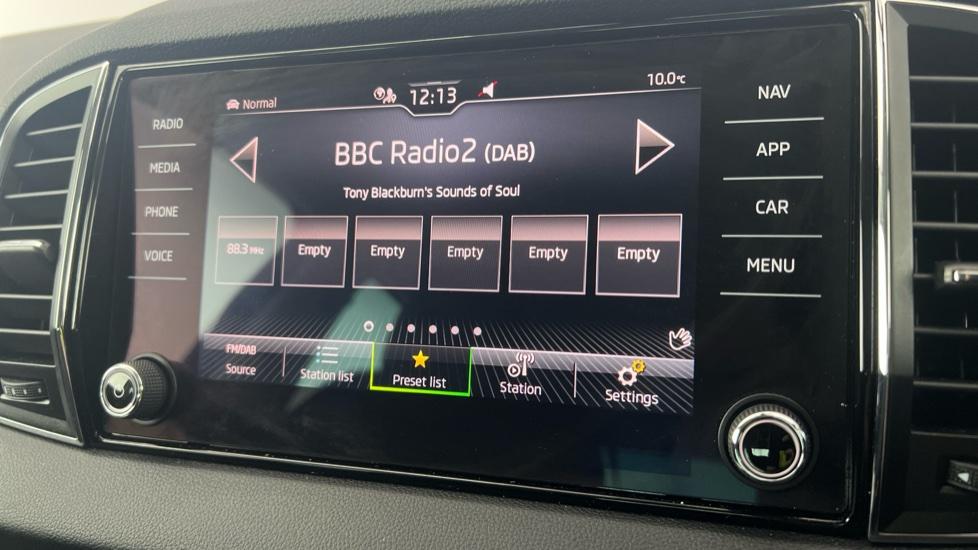 Normal
12:13
10.0°C
RADIO
MEDIA
PHONE
VOICE
BBC Radio2 (DAB)
Tony Blackburn's Sounds of Soul
88.3 MHz Empty Empty Empty Empty Empty
FM/DAB
Source Station list Preset list Station Settings
NAV
APP
CAR
MENU